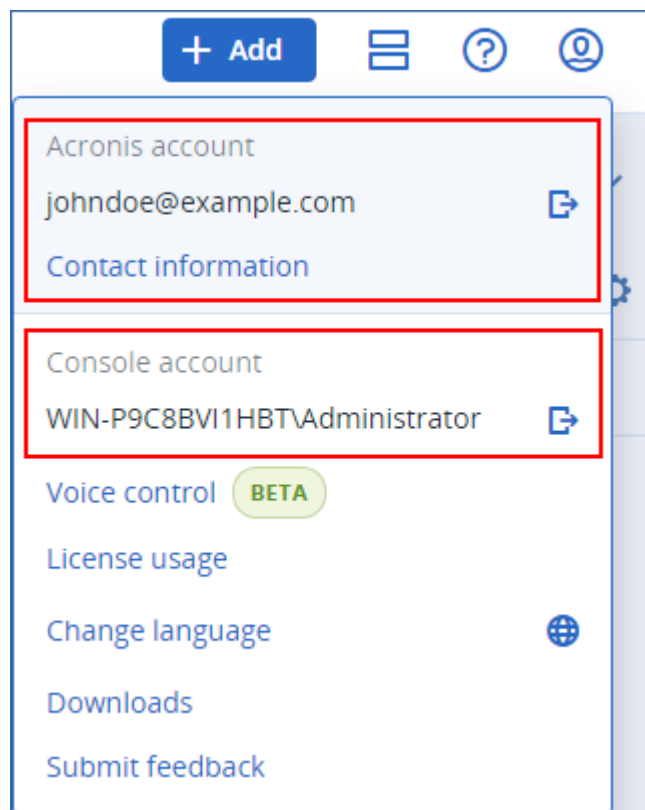 + Add
Acronis account
johndoe@example.com
Contact information
Console account
WIN-P9C8BVI1HBT\Administrator
Voice control BETA
License usage
Change language
Downloads
Submit feedback